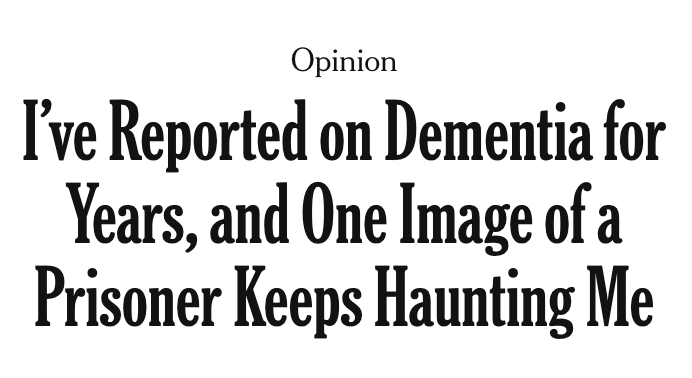 Opinion
I’ve Reported on Dementia for
Years, and One Image of a
Prisoner Keeps Haunting Me